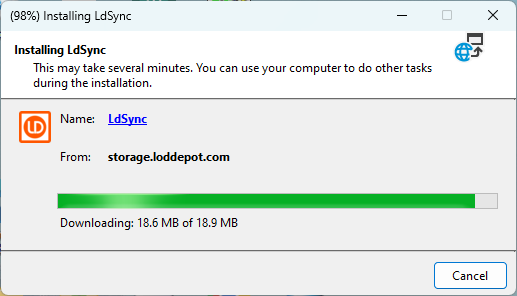 (98%) Installing LdSync
Installing LdSync
This may take several minutes. You can use your computer to do other tasks
during the installation.
LD
Name: LdSync
From: storage.loddepot.com
Downloading: 18.6 MB of 18.9 MB
Cancel